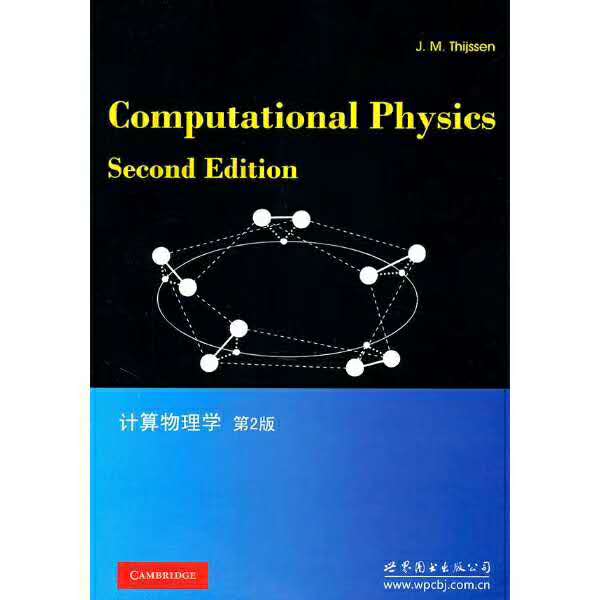 J. M. Thijssen
Computational Physics
Second Edition
计算物理学 第2版
CAMBRIDGE
世界图书出版公司
www.wpcbj.com.cn